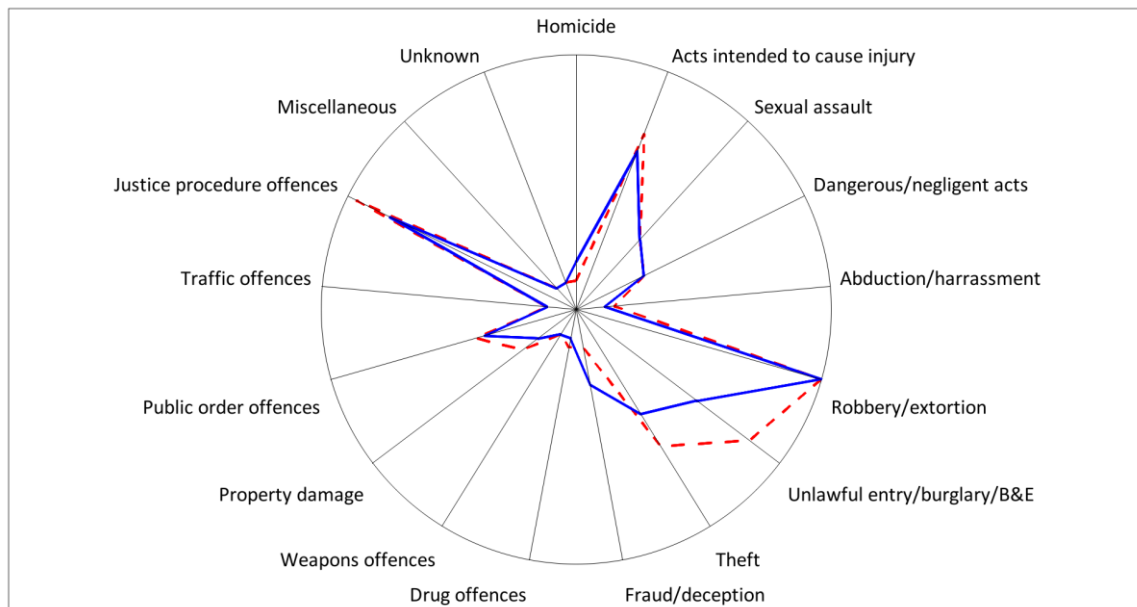 Homicide
Acts intended to cause injury
Sexual assault
Dangerous/negligent acts
Abduction/harrassment
Robbery/extortion
Unlawful entry/burglary/B&E
Theft
Fraud/deception
Drug offences
Weapons offences
Property damage
Public order offences
Traffic offences
Justice procedure offences
Miscellaneous
Unknown